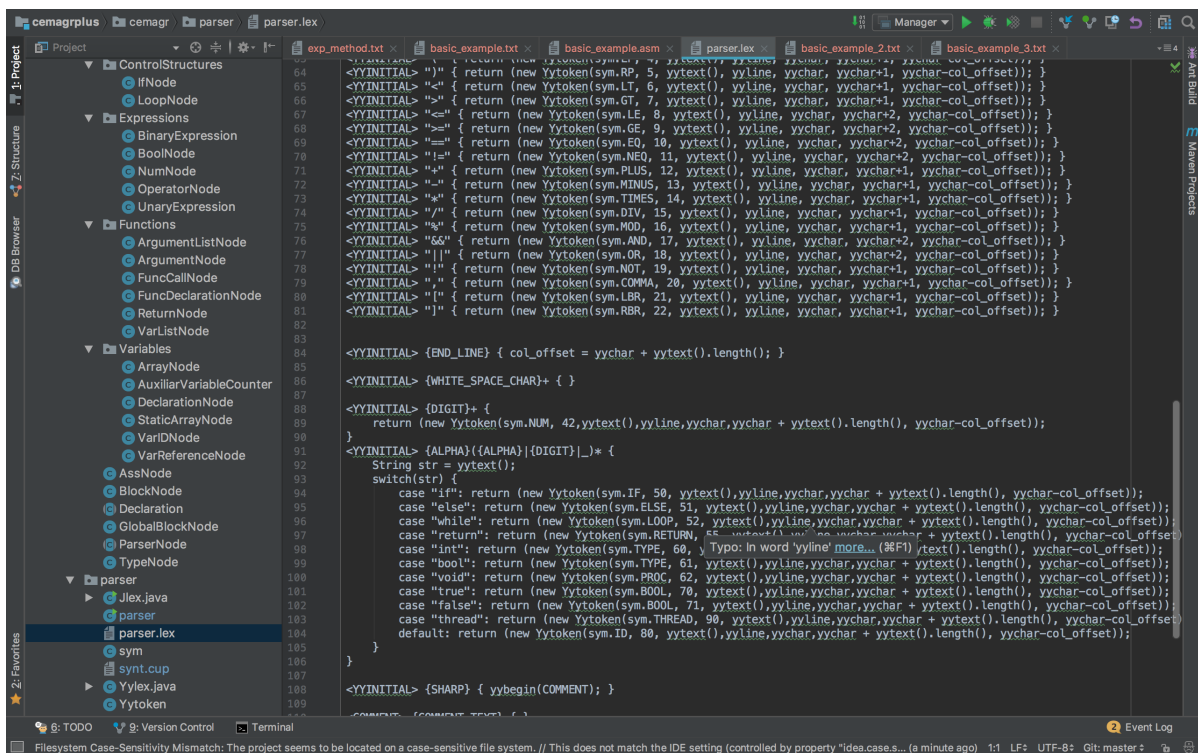 cemagrplus cemagr parser parser.lex Manager
Project exp_method.txt basic_example.txt basic_example.asm parser.lex basic_example_2.txt basic_example_3.txt 4
1: Project
Z: Structure
DB Browser
2: Favorites
ControlStructures
IfNode
LoopNode
Expressions
BinaryExpression
BoolNode
NumNode
OperatorNode
UnaryExpression
Functions
ArgumentListNode
ArgumentNode
FuncCallNode
FuncDeclarationNode
ReturnNode
VarListNode
Variables
ArrayNode
AuxiliarVariableCounter
DeclarationNode
StaticArrayNode
VarIDNode
VarReferenceNode
AssNode
BlockNode
Declaration
GlobalBlockNode
ParserNode
TypeNode
parser
Jlex.java
parser
parser.lex
sym
synt.cup
Yylex.java
Yytoken
64 <YYINITIAL> ")" { return (new Yytoken(sym.RP, 5, yytext(), yyline, yychar, yychar+1, yychar-col_offset)); }
65 <YYINITIAL> "<" { return (new Yytoken(sym.LT, 6, yytext(), yyline, yychar, yychar+1, yychar-col_offset)); }
66 <YYINITIAL> ">" { return (new Yytoken(sym.GT, 7, yytext(), yyline, yychar, yychar+1, yychar-col_offset)); }
67 <YYINITIAL> "<=" { return (new Yytoken(sym.LE, 8, yytext(), yyline, yychar, yychar+2, yychar-col_offset)); }
68 <YYINITIAL> ">=" { return (new Yytoken(sym.GE, 9, yytext(), yyline, yychar, yychar+2, yychar-col_offset)); }
69 <YYINITIAL> "==" { return (new Yytoken(sym.EQ, 10, yytext(), yyline, yychar, yychar+2, yychar-col_offset)); }
70 <YYINITIAL> "!=" { return (new Yytoken(sym.NEQ, 11, yytext(), yyline, yychar, yychar+2, yychar-col_offset)); }
71 <YYINITIAL> "+" { return (new Yytoken(sym.PLUS, 12, yytext(), yyline, yychar, yychar+1, yychar-col_offset)); }
72 <YYINITIAL> "-" { return (new Yytoken(sym.MINUS, 13, yytext(), yyline, yychar, yychar+1, yychar-col_offset)); }
73 <YYINITIAL> "*" { return (new Yytoken(sym.TIMES, 14, yytext(), yyline, yychar, yychar+1, yychar-col_offset)); }
74 <YYINITIAL> "/" { return (new Yytoken(sym.DIV, 15, yytext(), yyline, yychar, yychar+1, yychar-col_offset)); }
75 <YYINITIAL> "%" { return (new Yytoken(sym.MOD, 16, yytext(), yyline, yychar, yychar+1, yychar-col_offset)); }
76 <YYINITIAL> "&&" { return (new Yytoken(sym.AND, 17, yytext(), yyline, yychar, yychar+2, yychar-col_offset)); }
77 <YYINITIAL> "||" { return (new Yytoken(sym.OR, 18, yytext(), yyline, yychar, yychar+2, yychar-col_offset)); }
78 <YYINITIAL> "!" { return (new Yytoken(sym.NOT, 19, yytext(), yyline, yychar, yychar+1, yychar-col_offset)); }
79 <YYINITIAL> "," { return (new Yytoken(sym.COMMA, 20, yytext(), yyline, yychar, yychar+1, yychar-col_offset)); }
80 <YYINITIAL> "[" { return (new Yytoken(sym.LBR, 21, yytext(), yyline, yychar, yychar+1, yychar-col_offset)); }
81 <YYINITIAL> "]" { return (new Yytoken(sym.RBR, 22, yytext(), yyline, yychar, yychar+1, yychar-col_offset)); }
82
83
84 <YYINITIAL> {END_LINE} { col_offset = yychar + yytext().length(); }
85
86 <YYINITIAL> {WHITE_SPACE_CHAR}+ { }
87
88 <YYINITIAL> {DIGIT}+ {
89 return (new Yytoken(sym.NUM, 42,yytext(),yyline,yychar,yychar + yytext().length(), yychar-col_offset));
90 }
91 <YYINITIAL> {ALPHA}({ALPHA}|{DIGIT}|_)* {
92 String str = yytext();
93 switch(str) {
94 case "if": return (new Yytoken(sym.IF, 50, yytext(),yyline,yychar,yychar + yytext().length(), yychar-col_offset));
95 case "else": return (new Yytoken(sym.ELSE, 51, yytext(),yyline,yychar,yychar + yytext().length(), yychar-col_offset));
96 case "while": return (new Yytoken(sym.LOOP, 52, yytext(),yyline,yychar,yychar + yytext().length(), yychar-col_offset));
97 case "return": return (new Yytoken(sym.RETURN, 55, yytext(),yyline,yychar,yychar + yytext().length(), yychar-col_offset));
98 case "int": return (new Yytoken(sym.TYPE, 60, ytext().length(), yychar-col_offset));
Typo: In word 'yyline' more... (⌘F1)
99 case "bool": return (new Yytoken(sym.TYPE, 61, yytext(),yyline,yychar,yychar + yytext().length(), yychar-col_offset));
100 case "void": return (new Yytoken(sym.PROC, 62, yytext(),yyline,yychar,yychar + yytext().length(), yychar-col_offset));
101 case "true": return (new Yytoken(sym.BOOL, 70, yytext(),yyline,yychar,yychar + yytext().length(), yychar-col_offset));
102 case "false": return (new Yytoken(sym.BOOL, 71, yytext(),yyline,yychar,yychar + yytext().length(), yychar-col_offset));
103 case "thread": return (new Yytoken(sym.THREAD, 90, yytext(),yyline,yychar,yychar + yytext().length(), yychar-col_offset)
104 default: return (new Yytoken(sym.ID, 80, yytext(),yyline,yychar,yychar + yytext().length(), yychar-col_offset));
105 }
106 }
107
108 <YYINITIAL> {SHARP} { yybegin(COMMENT); }
109
Ant Build
Maven Projects
6: TODO 9: Version Control Terminal 2 Event Log
Filesystem Case-Sensitivity Mismatch: The project seems to be located on a case-sensitive file system. // This does not match the IDE setting (controlled by property "idea.case.s... (a minute ago) 1:1 LF UTF-8 Git: master